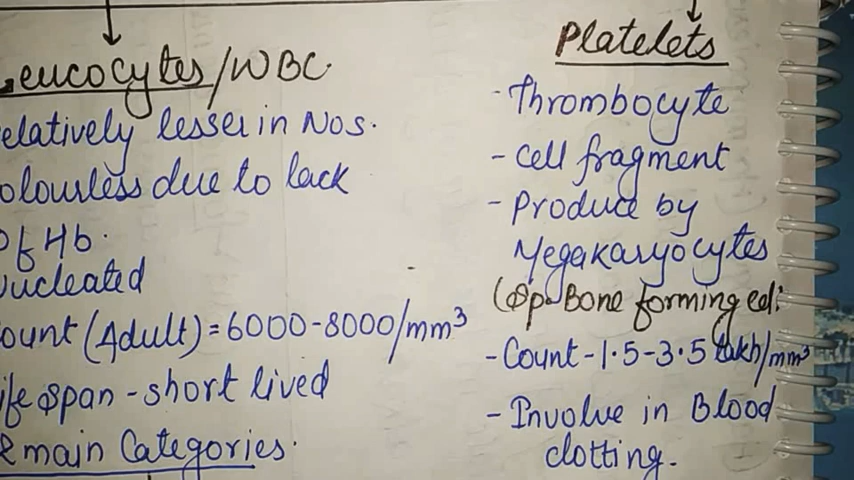 eucocytes/WBC
elatively lesser in Nos.
olourless due to lack
of Hb.
ucleated
ount (Adult) = 6000-8000/mm³
ife span - short lived
main Categories.
Platelets
- Thrombocyte
- Cell fragment
- Produce by
Megakaryocytes
(Sp. Bone forming cell
- Count - 1.5-3.5 lakh/mm³
- Involve in Blood
clotting.